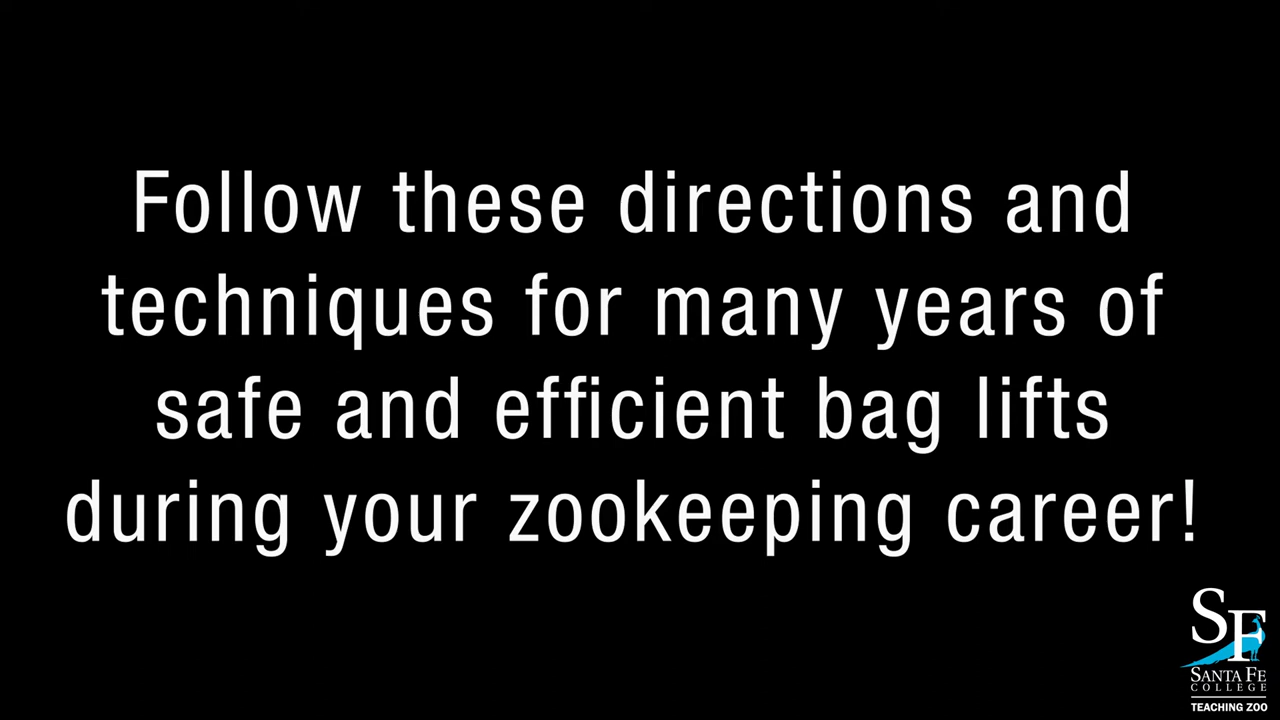 Follow these directions and
techniques for many years of
safe and efficient bag lifts
during your zookeeping career!
SF
SANTA FE
COLLEGE
TEACHING ZOO